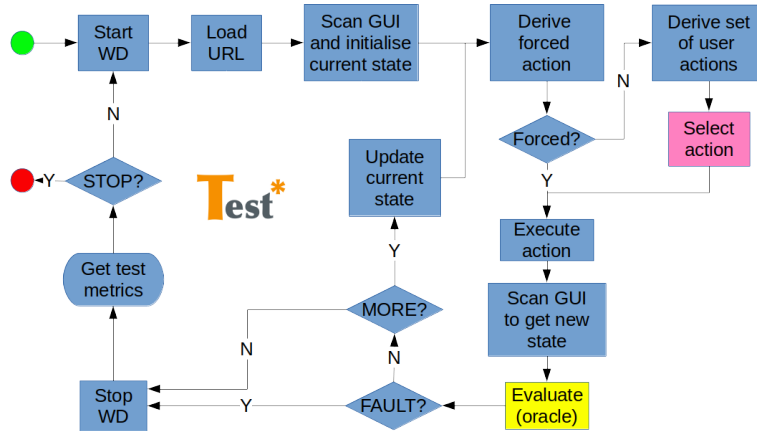 Start
WD
Load
URL
Scan GUI
and initialise
current state
Derive
forced
action
N
Derive set
of user
actions
Forced?
Select
action
Y
Execute
action
Scan GUI
to get new
state
Evaluate
(oracle)
FAULT?
N
Y
MORE?
Y
N
Update
current
state
Stop
WD
Get test
metrics
STOP?
Y
N
Test*